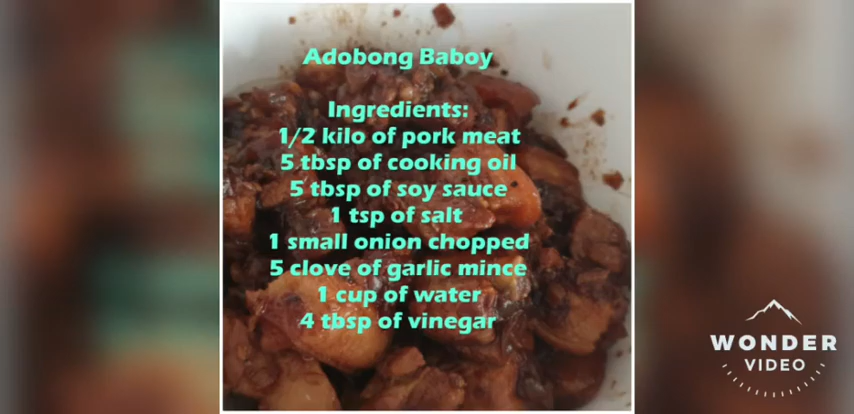 Adobong Baboy
Ingredients:
1/2 kilo of pork meat
5 tbsp of cooking oil
5 tbsp of soy sauce
1 tsp of salt
1 small onion chopped
5 clove of garlic mince
1 cup of water
4 tbsp of vinegar
WONDER
VIDEO